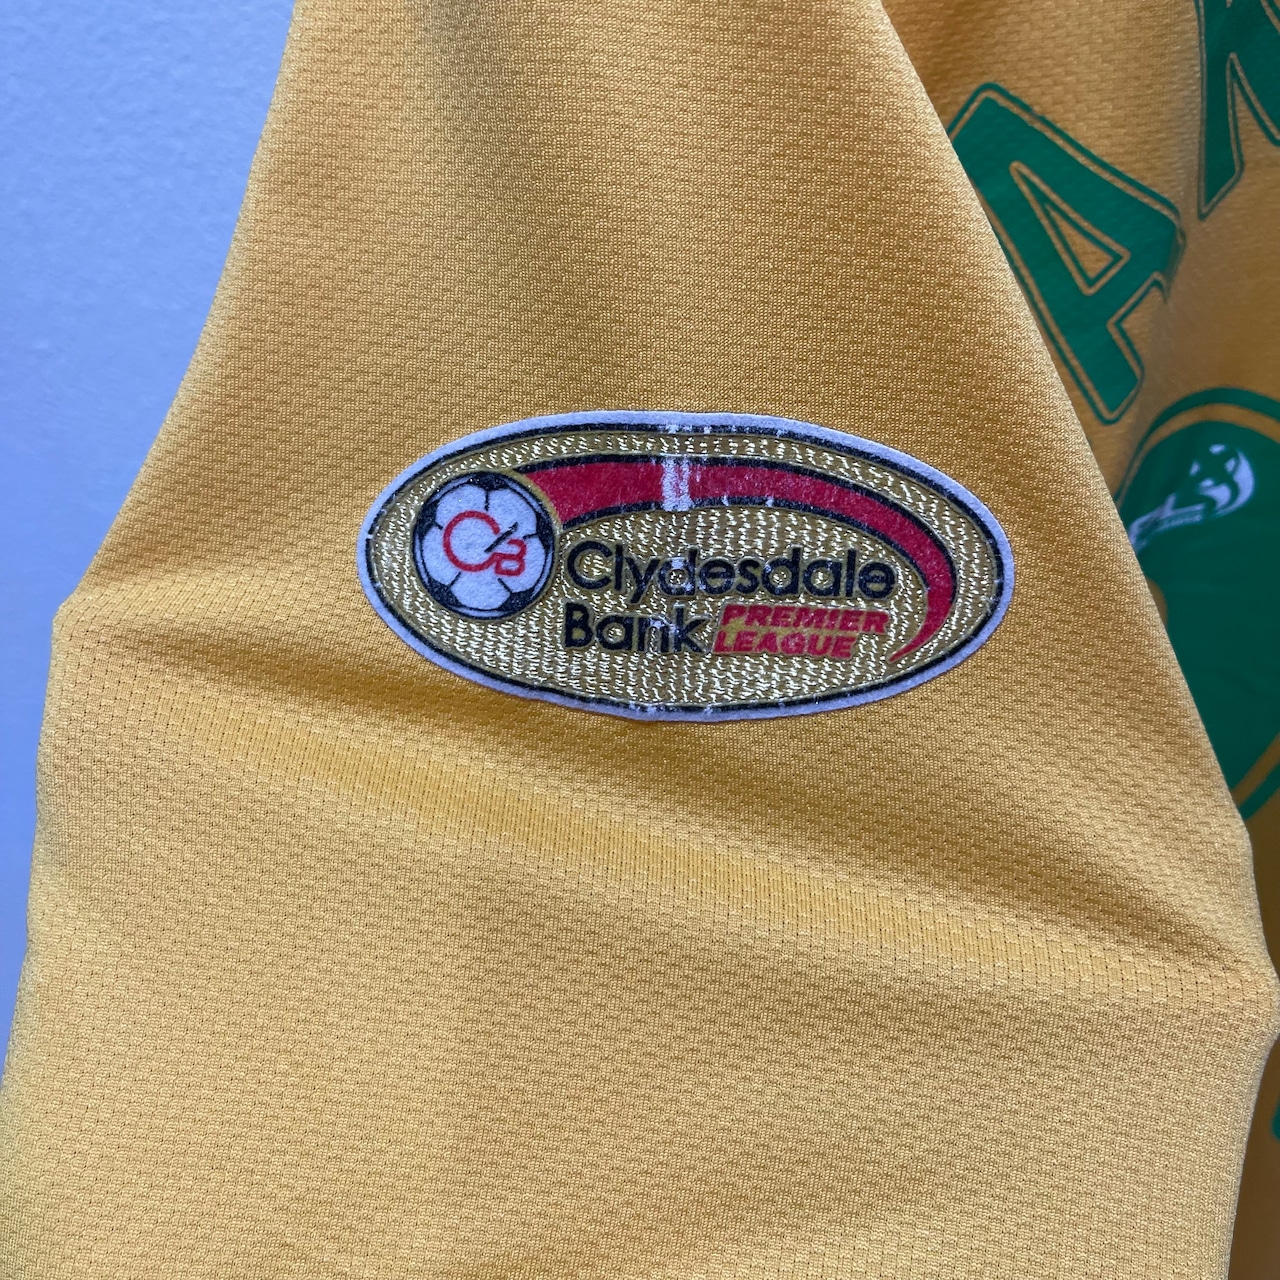 CB
Clydesdale
Bank PREMIER
LEAGUE
A